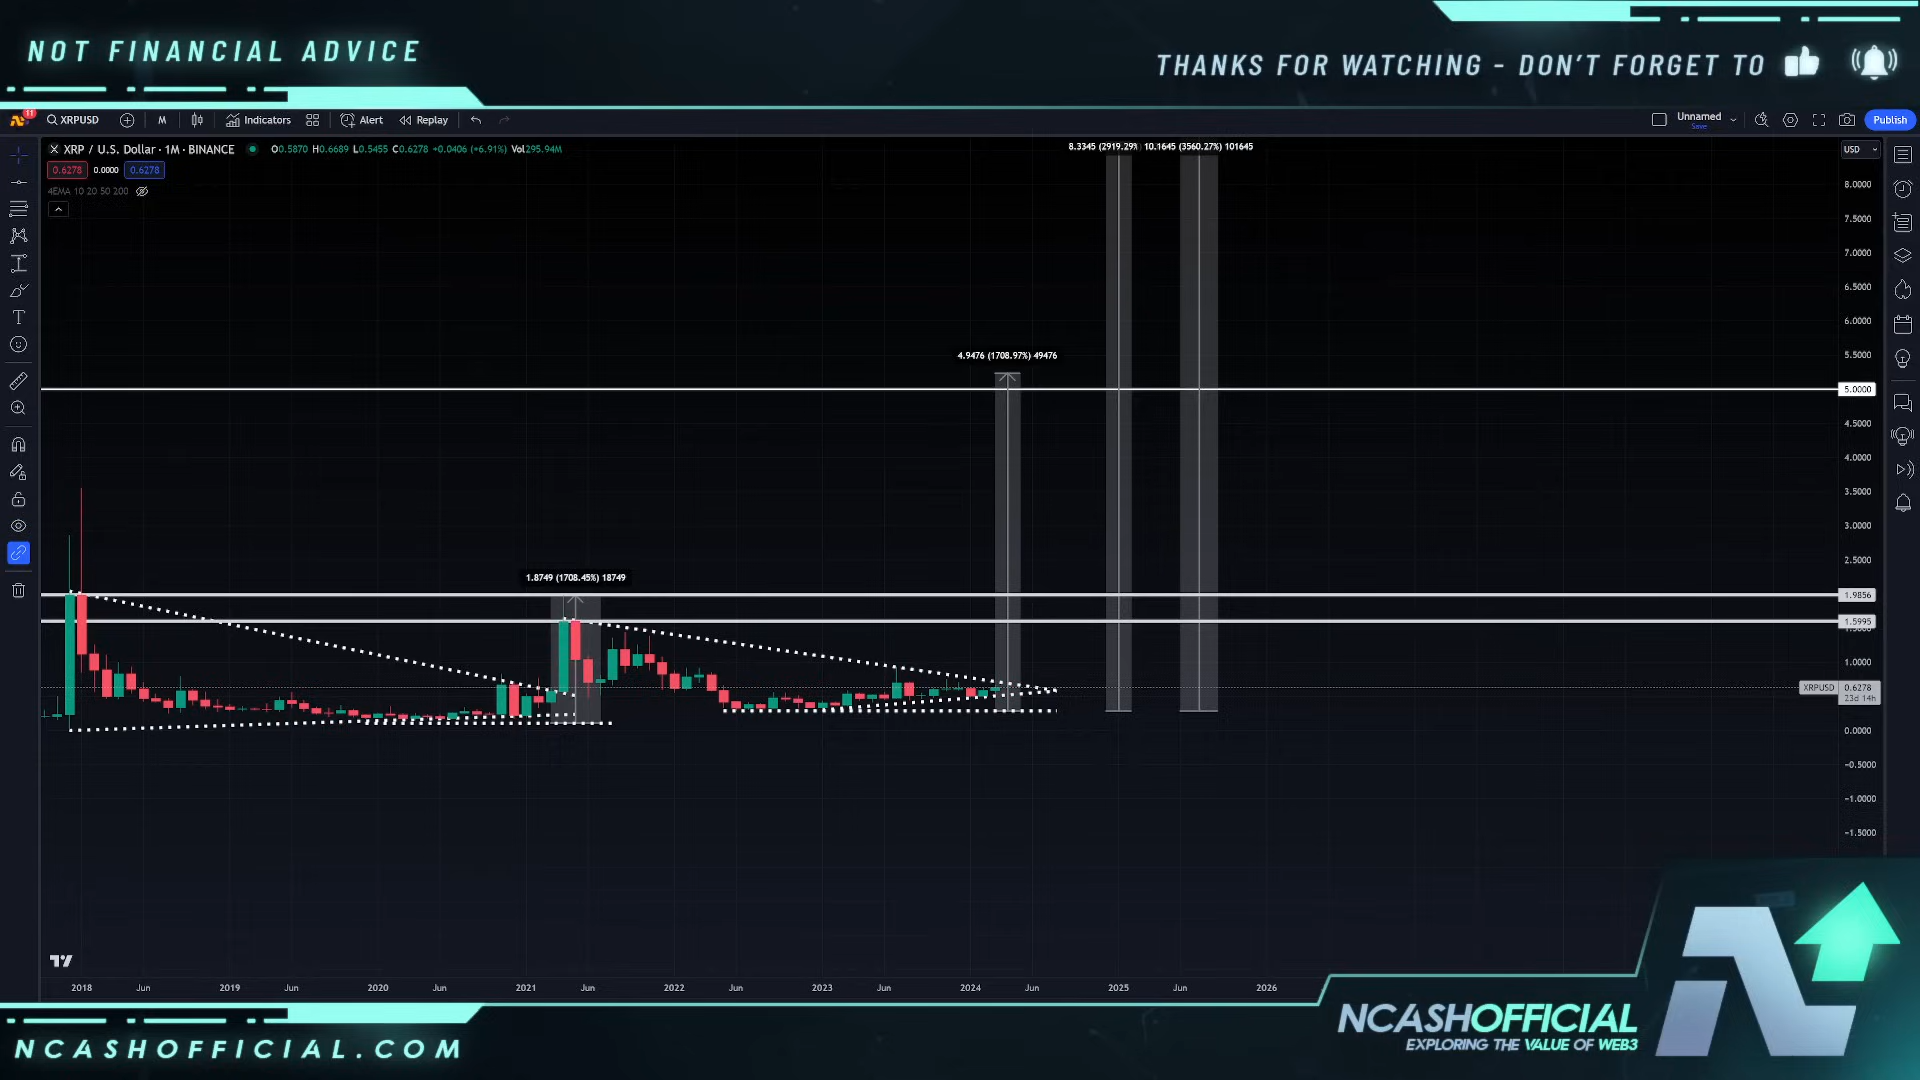 NOT FINANCIAL ADVICE
THANKS FOR WATCHING - DON'T FORGET TO
11
XRPUSD M Indicators Alert Replay Unnamed Save Publish
XRP / U.S. Dollar · 1M · BINANCE O0.5870 H0.6689 L0.5455 C0.6278 +0.0406 (+6.91%) Vol295.94M
0.6278 0.0000 0.6278
4EMA 10 20 50 200
8.3345 (2919.29% 10.1645 (3560.27%) 101645
USD
8.0000
7.5000
7.0000
6.5000
6.0000
5.5000
4.9476 (1708.97%) 49476
5.0000
4.5000
4.0000
3.5000
3.0000
2.5000
1.8749 (1708.45%) 18749
1.9856
1.5995
1.0000
XRPUSD 0.6278
23d 14h
0.0000
-0.5000
-1.0000
-1.5000
2018 Jun 2019 Jun 2020 Jun 2021 Jun 2022 Jun 2023 Jun 2024 Jun 2025 Jun 2026
NCASHOFFICIAL
EXPLORING THE VALUE OF WEB3
NCASHOFFICIAL.COM